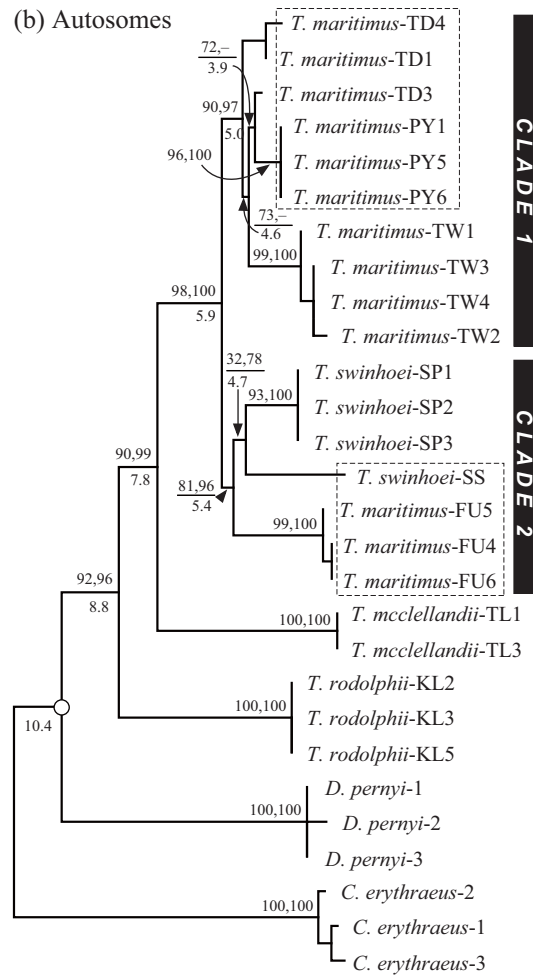 (b) Autosomes
T. maritimus-TD4
72,–
3.9
T. maritimus-TD1
90,97
T. maritimus-TD3
5.0
T. maritimus-PY1
96,100
T. maritimus-PY5
T. maritimus-PY6
73,–
4.6
T. maritimus-TW1
99,100
T. maritimus-TW3
T. maritimus-TW4
T. maritimus-TW2
CLADE 1
98,100
5.9
32,78
4.7
T. swinhoei-SP1
93,100
T. swinhoei-SP2
T. swinhoei-SP3
T. swinhoei-SS
81,96
5.4
T. maritimus-FU5
99,100
T. maritimus-FU4
T. maritimus-FU6
CLADE 2
90,99
7.8
92,96
8.8
100,100
T. mcclellandii-TL1
T. mcclellandii-TL3
T. rodolphii-KL2
100,100
T. rodolphii-KL3
T. rodolphii-KL5
10.4
D. pernyi-1
100,100
D. pernyi-2
D. pernyi-3
100,100
C. erythraeus-2
C. erythraeus-1
C. erythraeus-3